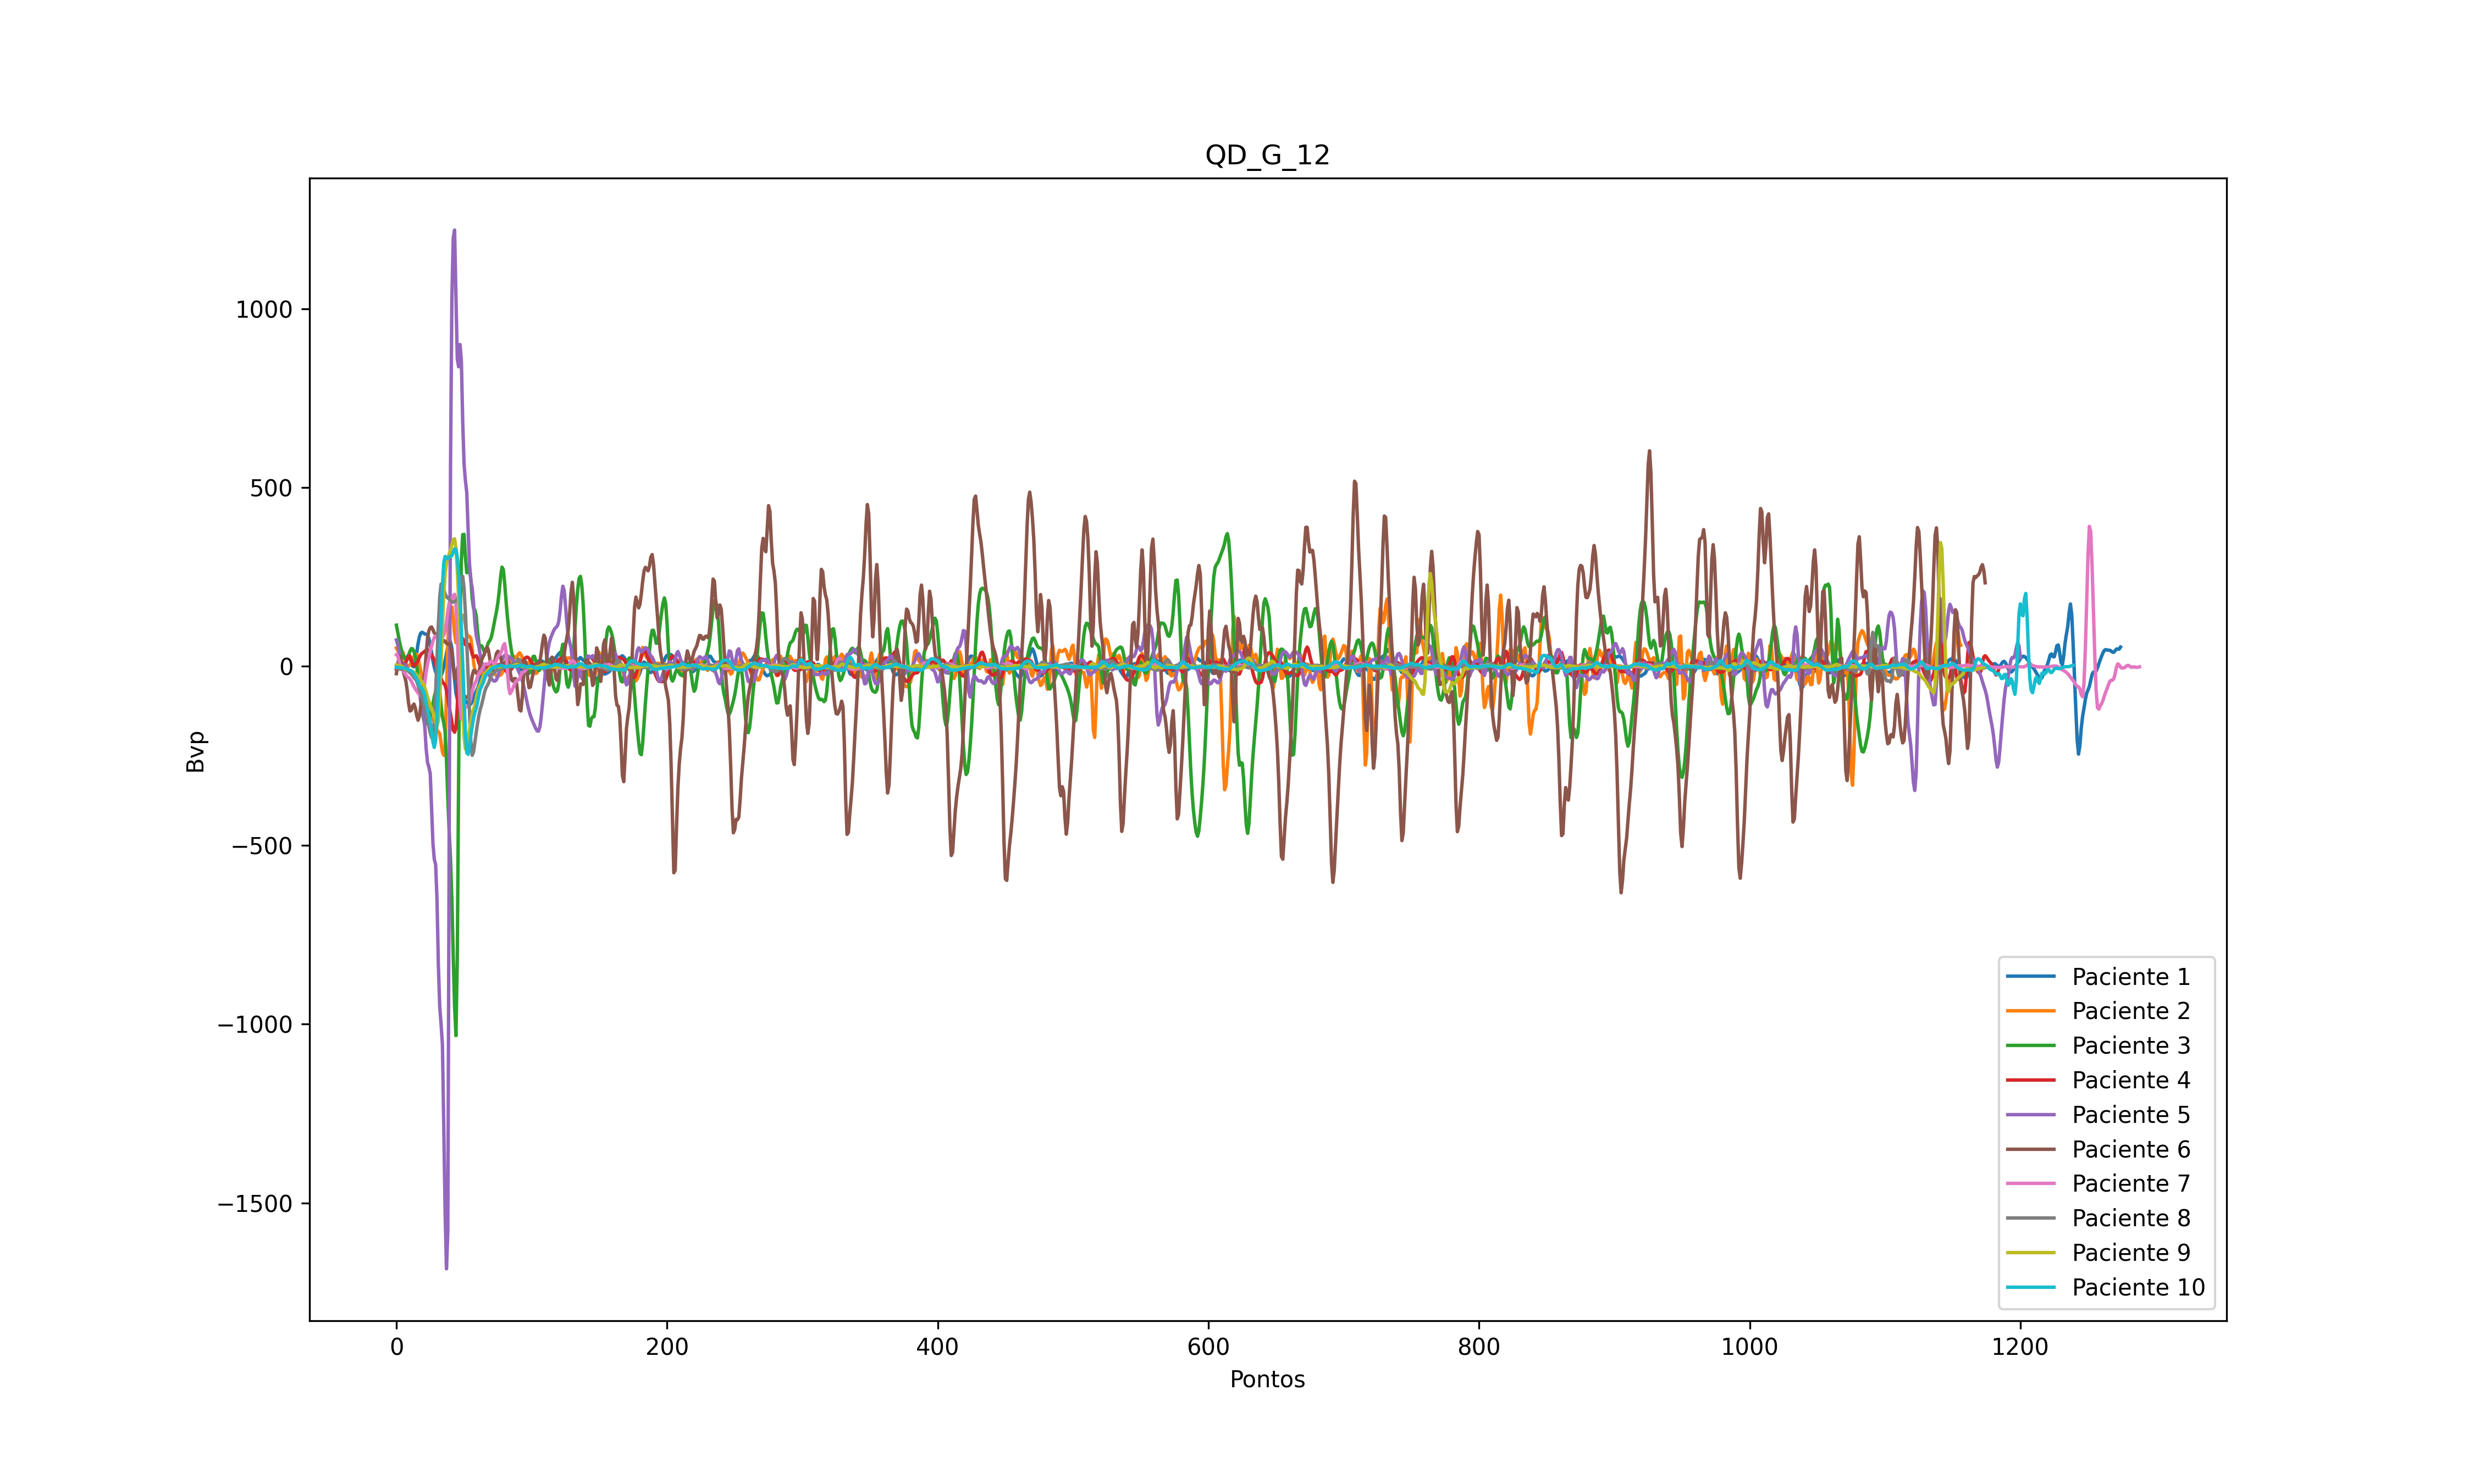 QD_G_12
1000
500
0
−500
−1000
−1500
Bvp
0 200 400 600 800 1000 1200
Pontos
Paciente 1
Paciente 2
Paciente 3
Paciente 4
Paciente 5
Paciente 6
Paciente 7
Paciente 8
Paciente 9
Paciente 10